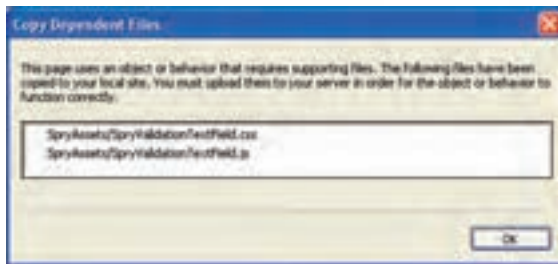 Copy Dependent Files
This page uses an object or behavior that requires supporting files. The following files have been
copied to your local site. You must upload them to your server in order for the object or behavior to
function correctly.
SpryAssets/SpryValidationTextField.css
SpryAssets/SpryValidationTextField.js
OK